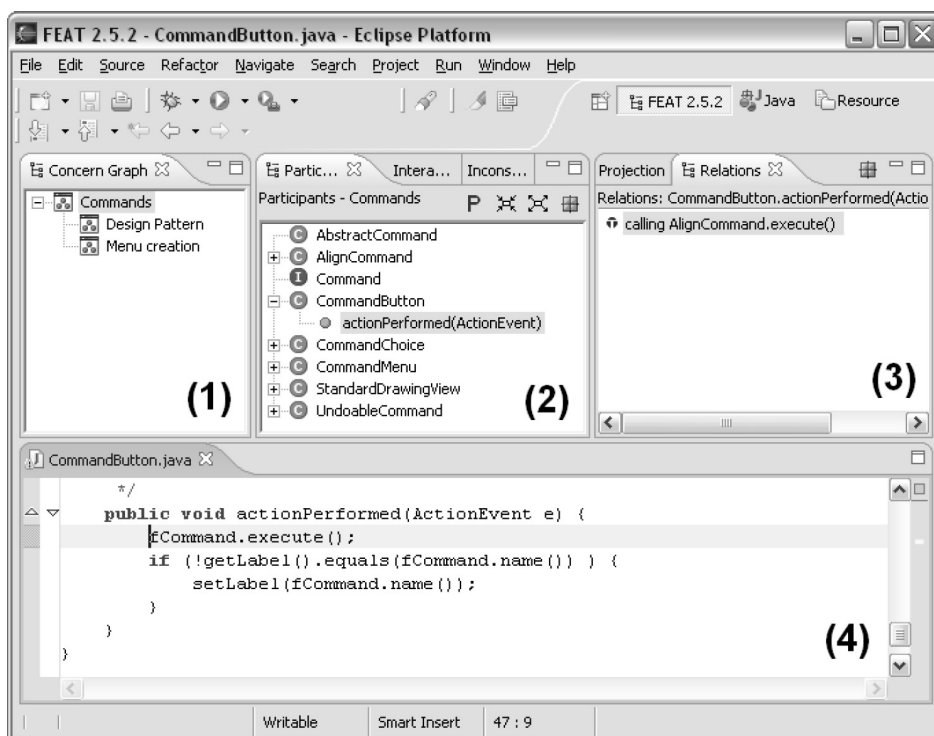 FEAT 2.5.2 - CommandButton.java - Eclipse Platform
File Edit Source Refactor Navigate Search Project Run Window Help
FEAT 2.5.2 Java Resource
Concern Graph
Commands
Design Pattern
Menu creation
(1)
Partic... Intera... Incons...
Participants - Commands P
AbstractCommand
AlignCommand
Command
CommandButton
actionPerformed(ActionEvent)
CommandChoice
CommandMenu
StandardDrawingView
UndoableCommand
(2)
Projection Relations
Relations: CommandButton.actionPerformed(Actio
calling AlignCommand.execute()
(3)
CommandButton.java
*/
public void actionPerformed(ActionEvent e) {
fCommand.execute();
if (!getLabel().equals(fCommand.name()) ) {
setLabel(fCommand.name());
}
}
}
(4)
Writable Smart Insert 47 : 9